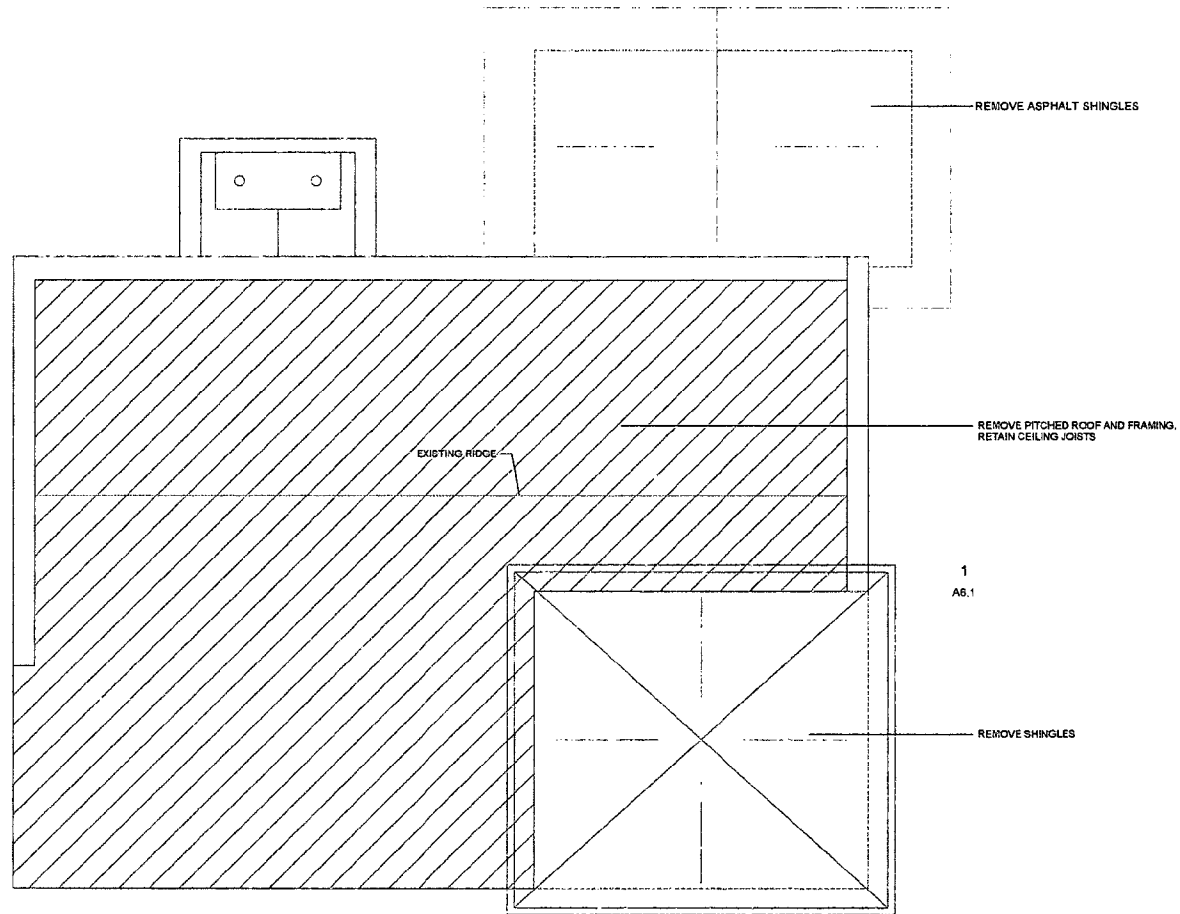 REMOVE ASPHALT SHINGLES
REMOVE PITCHED ROOF AND FRAMING,
RETAIN CEILING JOISTS
EXISTING RIDGE
1
A6.1
REMOVE SHINGLES